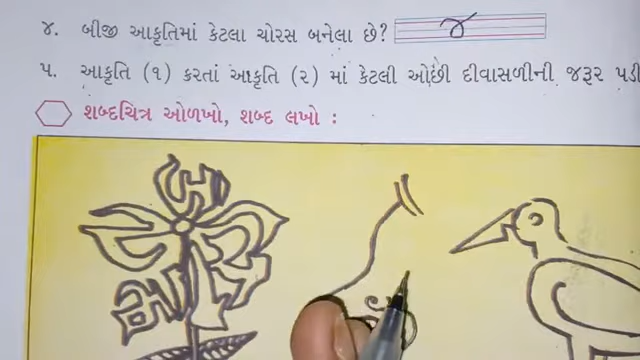 ૪. બીજી આકૃતિમાં કેટલા ચોરસ બનેલા છે? ૪
૫. આકૃતિ (૧) કરતાં આકૃતિ (૨) માં કેટલી ઓછી દીવાસળીની જરૂર પડી
શબ્દચિત્ર ઓળખો, શબ્દ લખો :